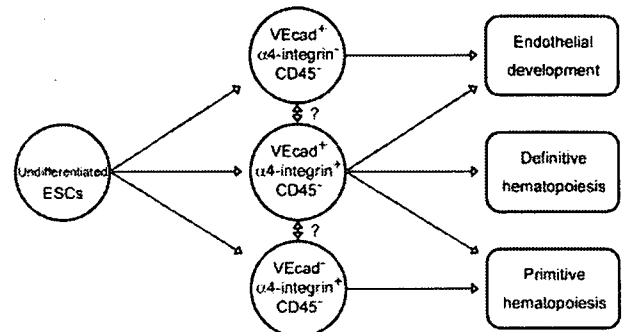 VEcad⁺
α4-integrin⁻
CD45⁻
Endothelial
development
?
Undifferentiated
ESCs
VEcad⁺
α4-integrin⁺
CD45⁻
Definitive
hematopoiesis
?
VEcad⁻
α4-integrin⁺
CD45⁻
Primitive
hematopoiesis